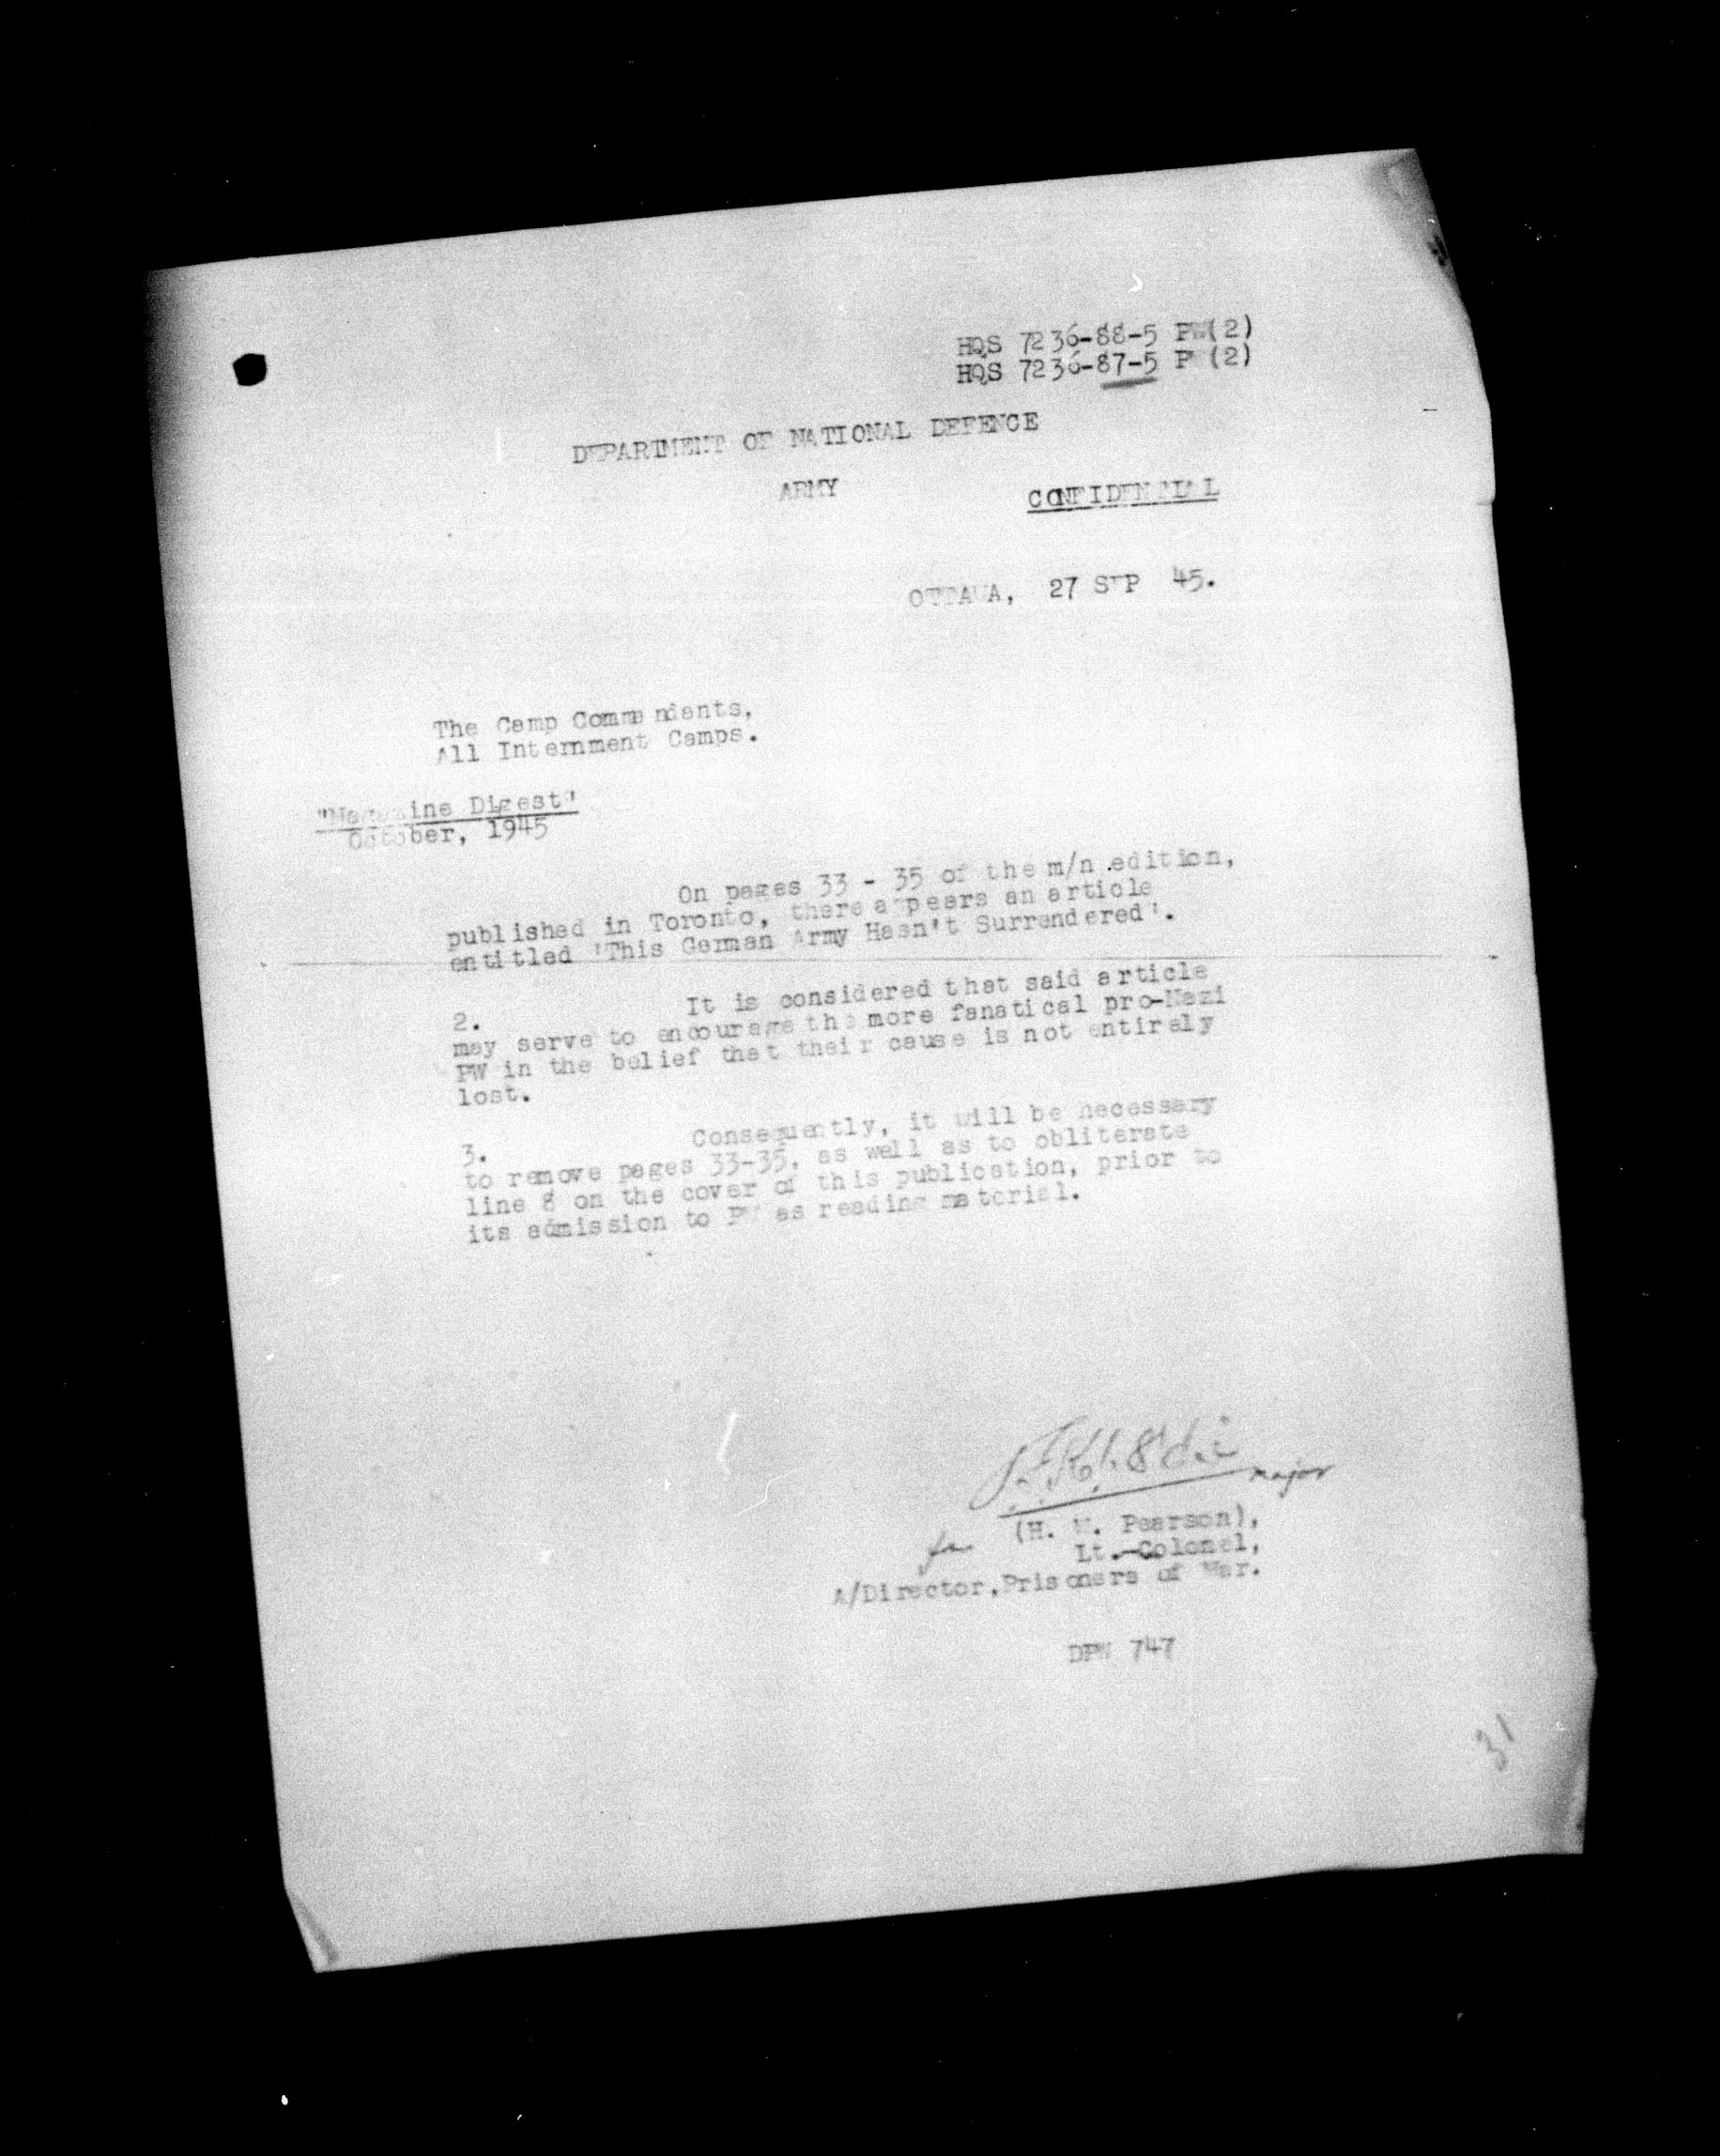 HQS 7236-88-5 PW(2)
HQS 7236-87-5 PW(2)
DEPARTMENT OF NATIONAL DEFENCE
ARMY
CONFIDENTIAL
OTTAWA, 27 SEP 45.
The Camp Commandants,
All Internment Camps.
"Magazine Digest"
October, 1945
On pages 33 - 35 of the m/n edition,
published in Toronto, there appears an article
entitled "This German Army Hasn't Surrendered".
2. It is considered that said article
may serve to encourage the more fanatical pro-Nazi
PW in the belief that their cause is not entirely
lost.
3. Consequently, it will be necessary
to remove pages 33-35, as well as to obliterate
line 8 on the cover of this publication, prior to
its admission to PW as reading material.
major
for (H. W. Pearson),
Lt.-Colonel,
A/Director, Prisoners of War.
DPW 747
31